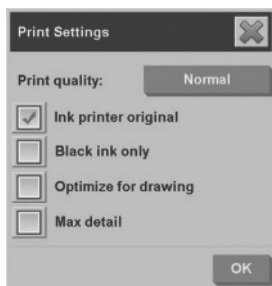 Print Settings
Print quality: Normal
Ink printer original
Black ink only
Optimize for drawing
Max detail
OK